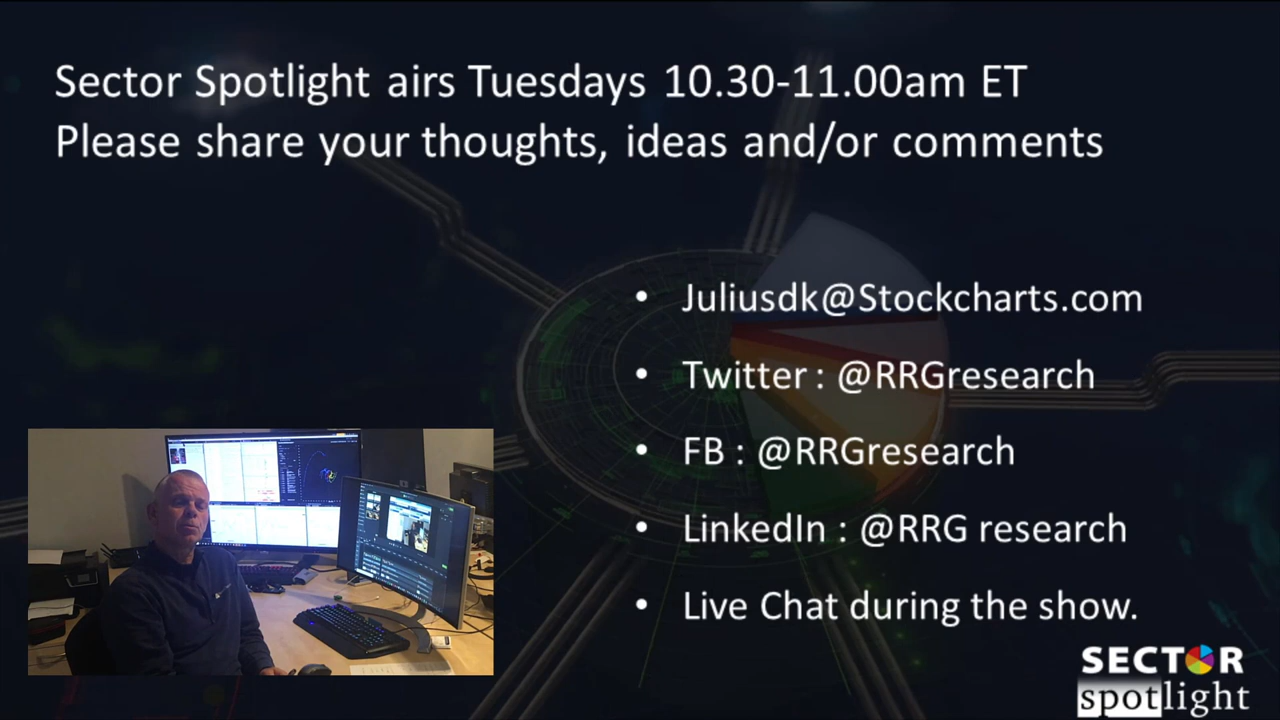 Sector Spotlight airs Tuesdays 10.30-11.00am ET
Please share your thoughts, ideas and/or comments
• Juliusdk@Stockcharts.com
• Twitter : @RRGresearch
• FB : @RRGresearch
• LinkedIn : @RRG research
• Live Chat during the show.
SECTOR
spotlight